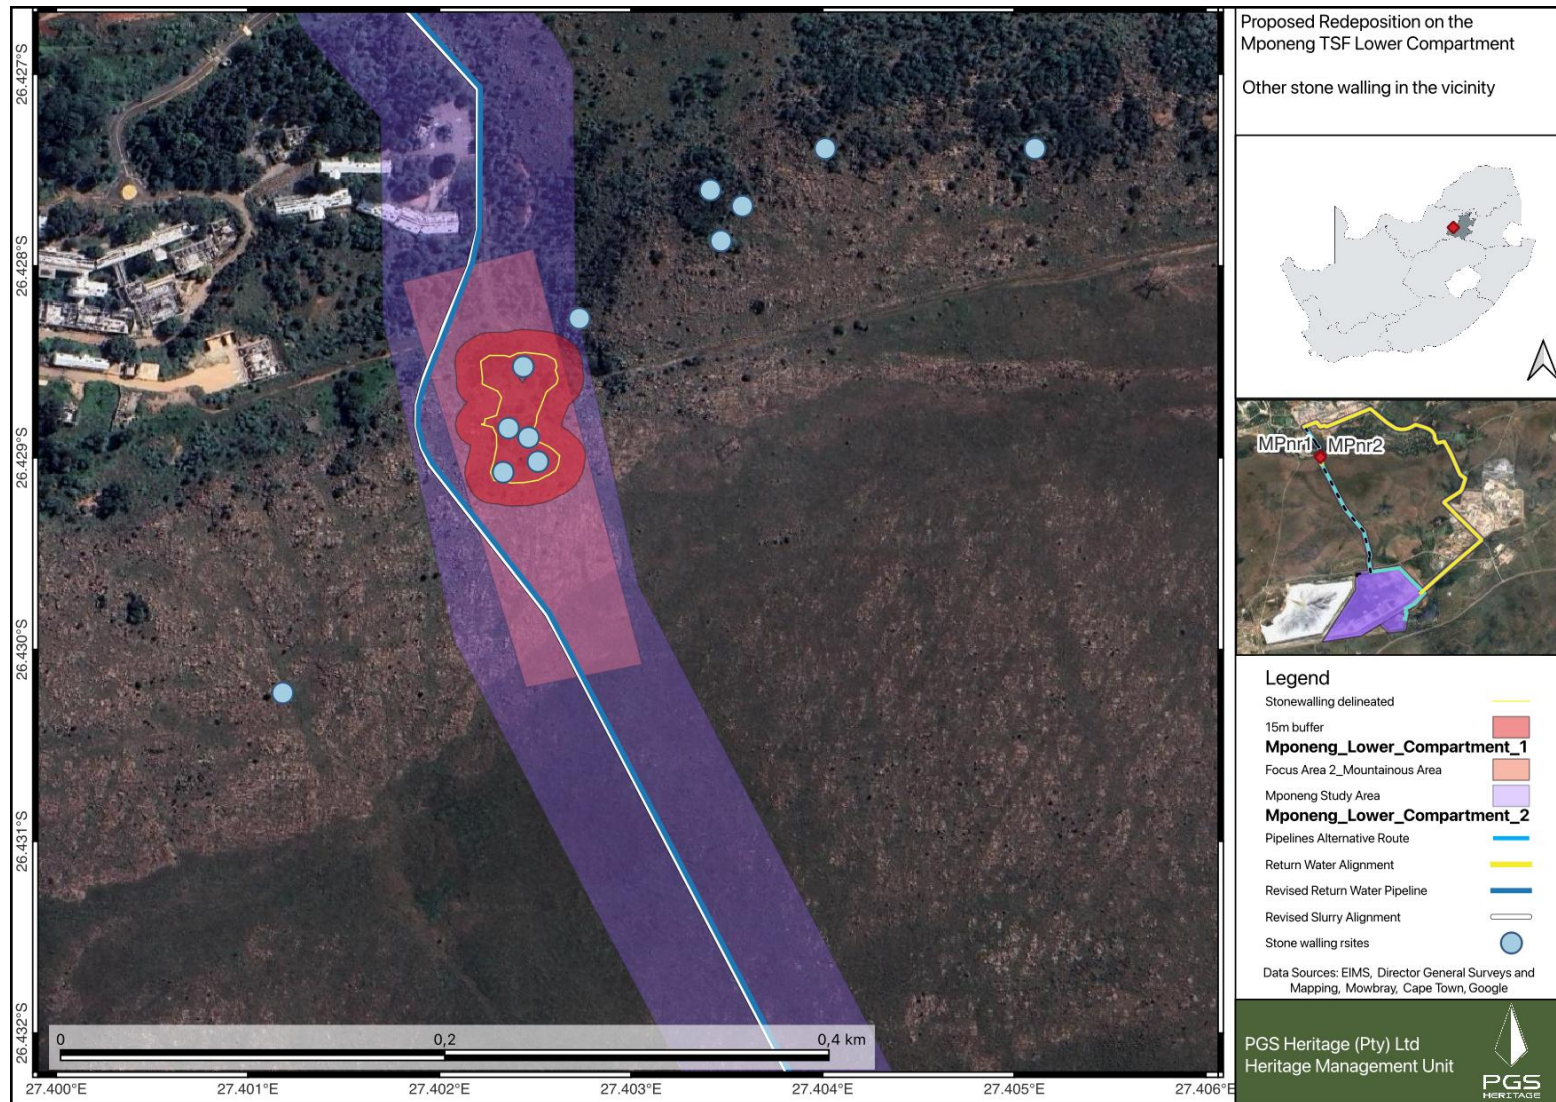 Proposed Redeposition on the
Mponeng TSF Lower Compartment
Other stone walling in the vicinity
26.427°S
26.428°S
26.429°S
26.430°S
26.431°S
26.432°S
0
0,2
0,4 km
27.400°E
27.401°E
27.402°E
27.403°E
27.404°E
27.405°E
27.406°E
MPnr1
MPnr2
Legend
Stonewalling delineated
15m buffer
Mponeng_Lower_Compartment_1
Focus Area 2_Mountainous Area
Mponeng Study Area
Mponeng_Lower_Compartment_2
Pipelines Alternative Route
Return Water Alignment
Revised Return Water Pipeline
Revised Slurry Alignment
Stone walling rsites
Data Sources: EIMS, Director General Surveys and
Mapping, Mowbray, Cape Town, Google
PGS Heritage (Pty) Ltd
Heritage Management Unit
PGS
HERITAGE